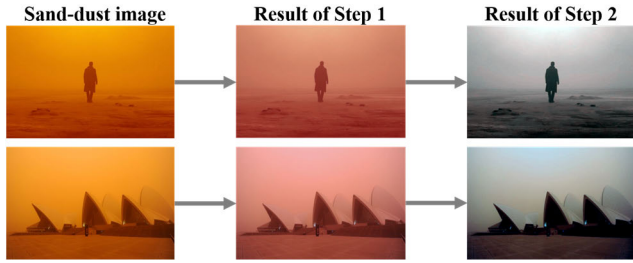 Sand-dust image
Result of Step 1
Result of Step 2